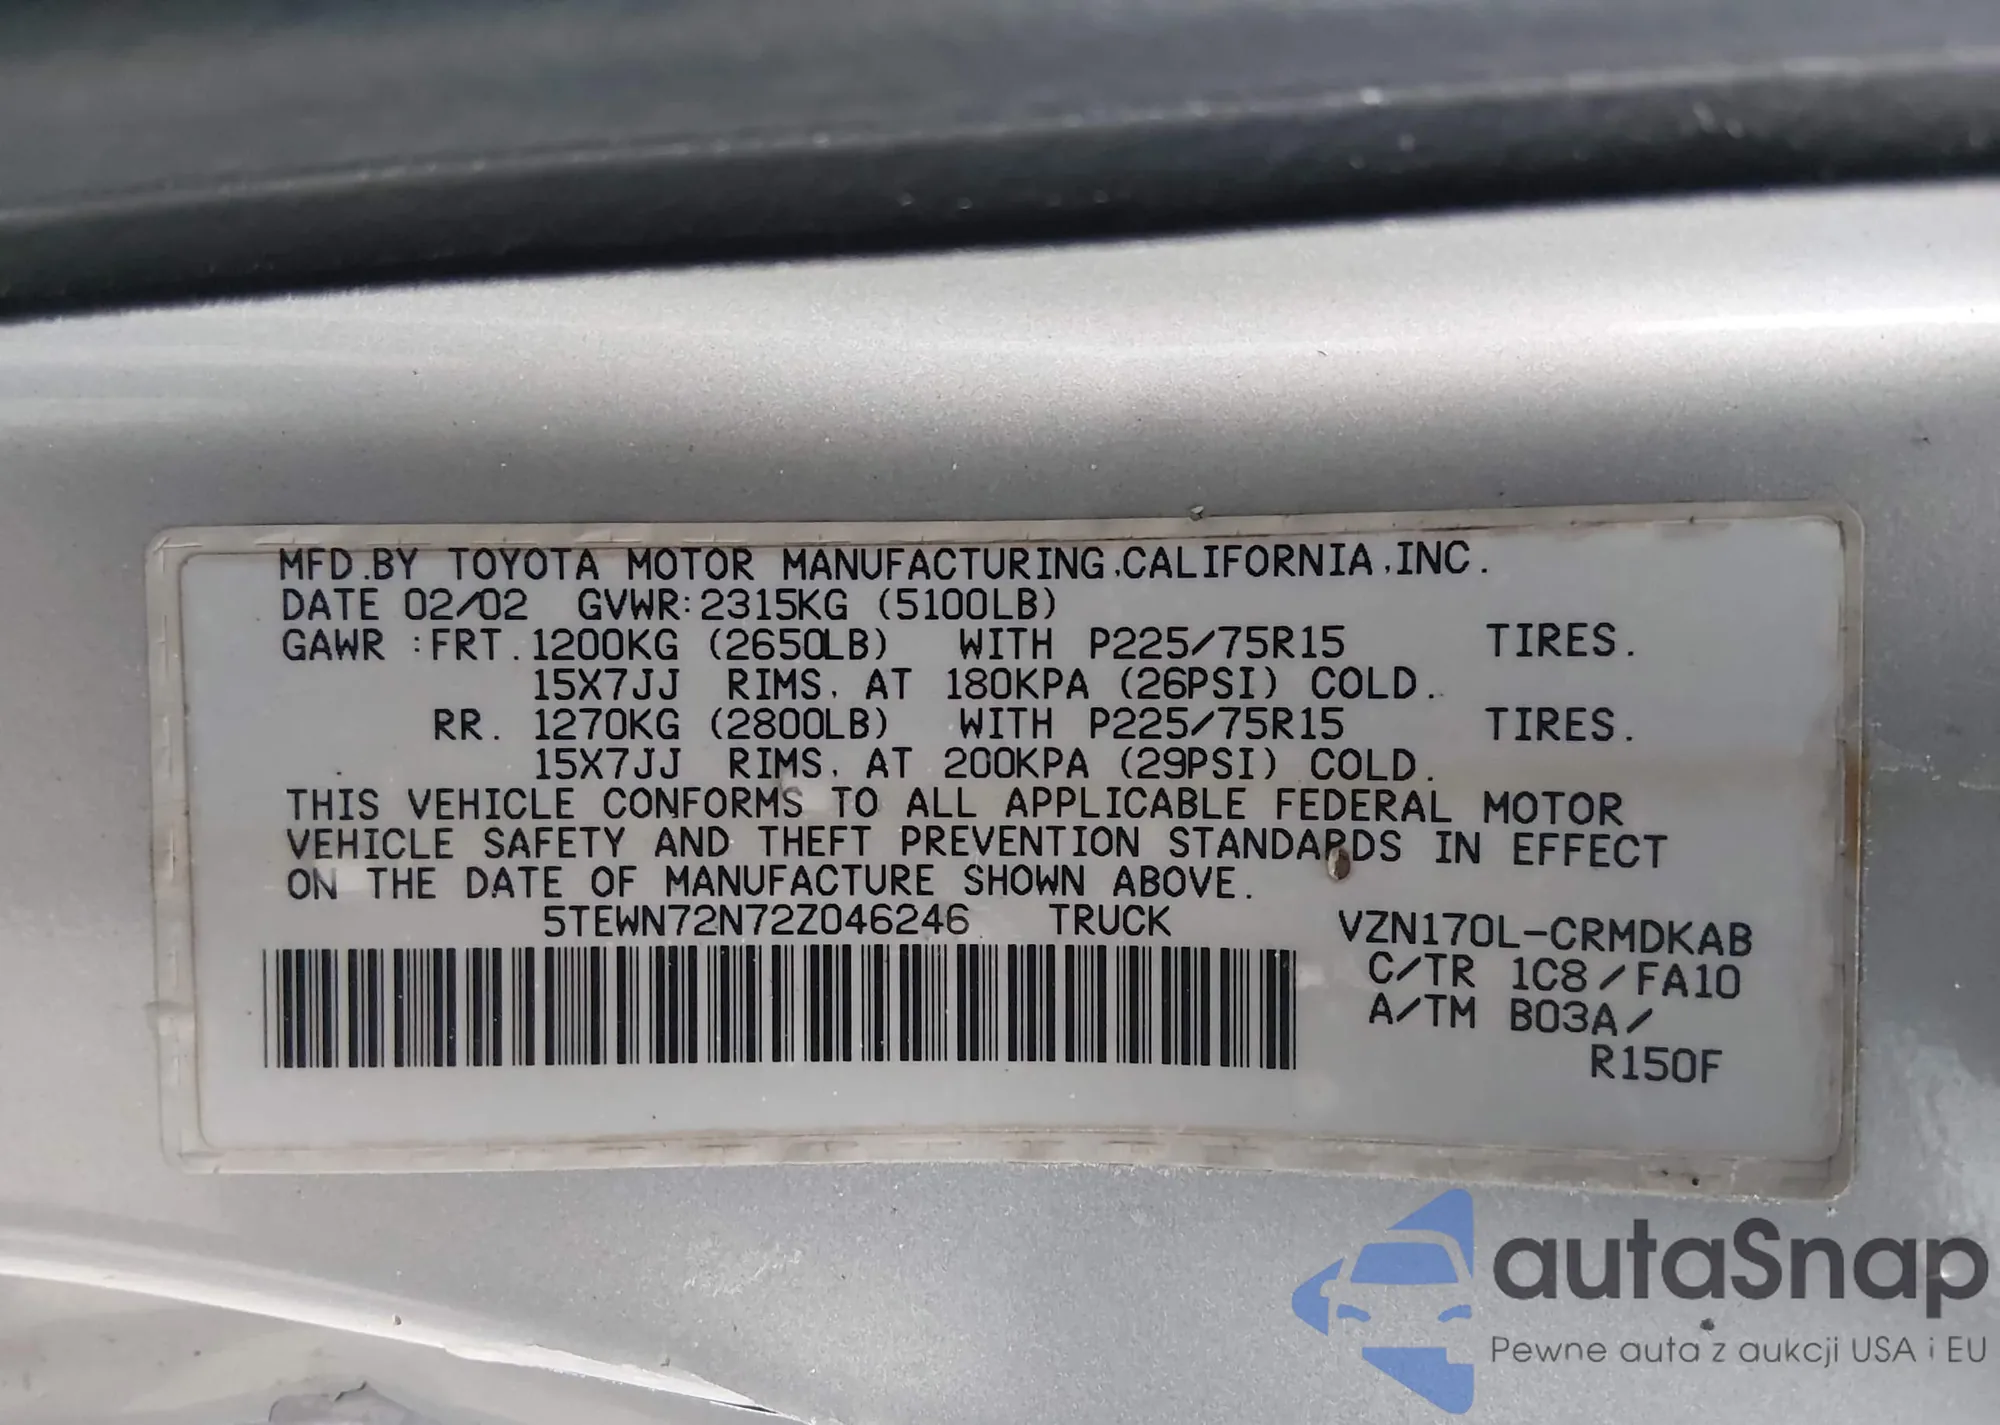 MFD.BY TOYOTA MOTOR MANUFACTURING,CALIFORNIA,INC.
DATE 02/02 GVWR:2315KG (5100LB)
GAWR :FRT. 1200KG (2650LB) WITH P225/75R15 TIRES.
15X7JJ RIMS, AT 180KPA (26PSI) COLD.
RR. 1270KG (2800LB) WITH P225/75R15 TIRES.
15X7JJ RIMS, AT 200KPA (29PSI) COLD.
THIS VEHICLE CONFORMS TO ALL APPLICABLE FEDERAL MOTOR
VEHICLE SAFETY AND THEFT PREVENTION STANDARDS IN EFFECT
ON THE DATE OF MANUFACTURE SHOWN ABOVE.
5TEWN72N72Z046246 TRUCK VZN170L-CRMDKAB
C/TR 1C8/FA10
A/TM B03A/
R150F
autaSnap
Pewne auta z aukcji USA i EU